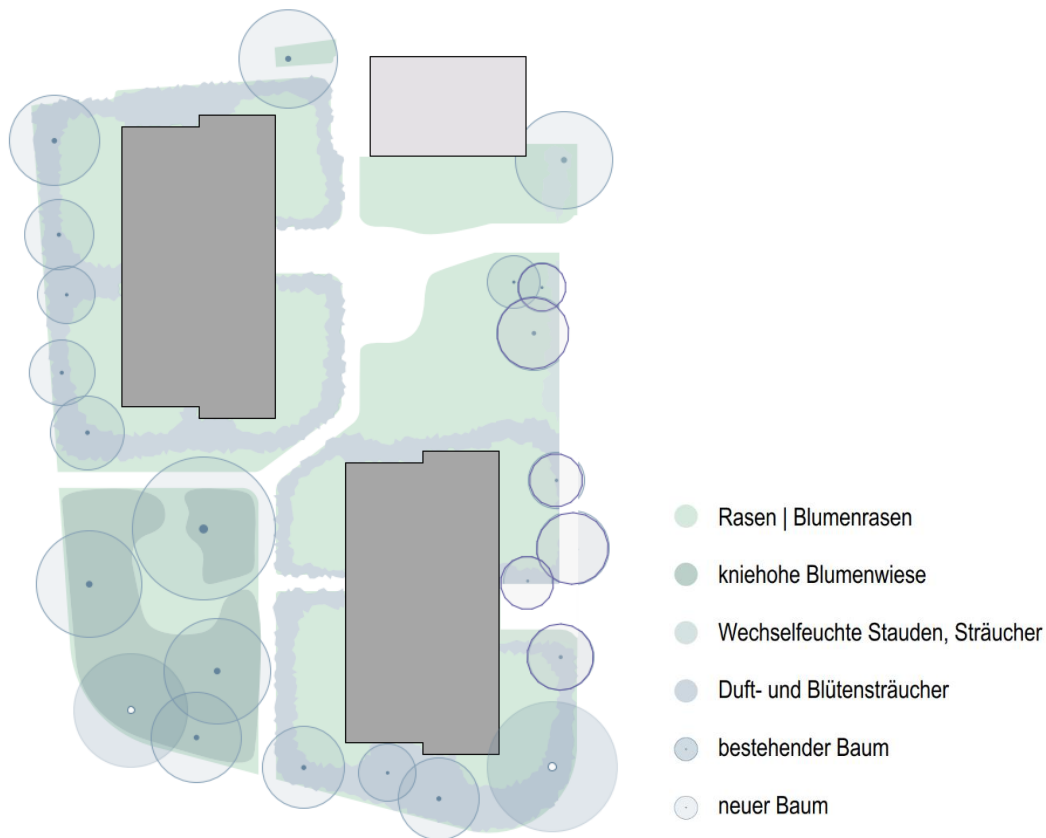 Rasen | Blumenrasen
kniehohe Blumenwiese
Wechselfeuchte Stauden, Sträucher
Duft- und Blütensträucher
bestehender Baum
neuer Baum